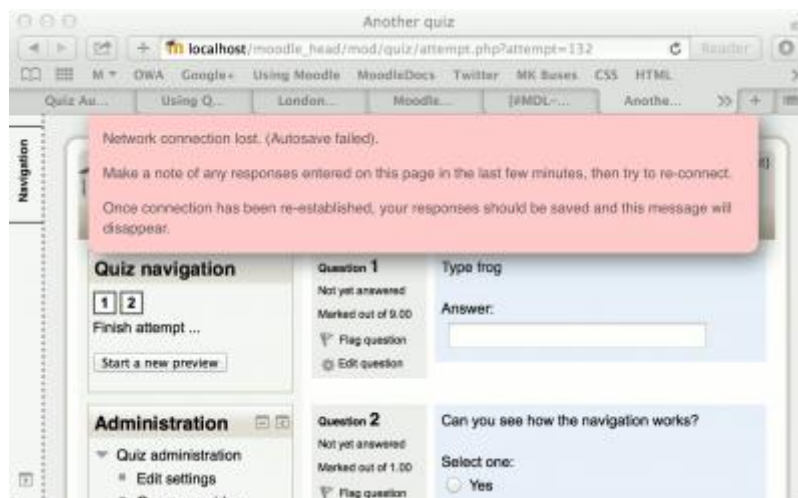 Another quiz
localhost/moodle_head/mod/quiz/attempt.php?attempt=132
Reader
M
OWA
Google+
Using Moodle
MoodleDocs
Twitter
MK Buses
CSS
HTML
Quiz Au...
Using Q...
London...
Moodle...
[#MDL-...
Anothe...
Navigation
Network connection lost. (Autosave failed).
Make a note of any responses entered on this page in the last few minutes, then try to re-connect.
Once connection has been re-established, your responses should be saved and this message will
disappear.
Quiz navigation
1 2
Finish attempt ...
Start a new preview
Question 1
Not yet answered
Marked out of 9.00
Flag question
Edit question
Type frog
Answer:
Administration
Quiz administration
Edit settings
Question 2
Not yet answered
Marked out of 1.00
Flag question
Can you see how the navigation works?
Select one:
Yes